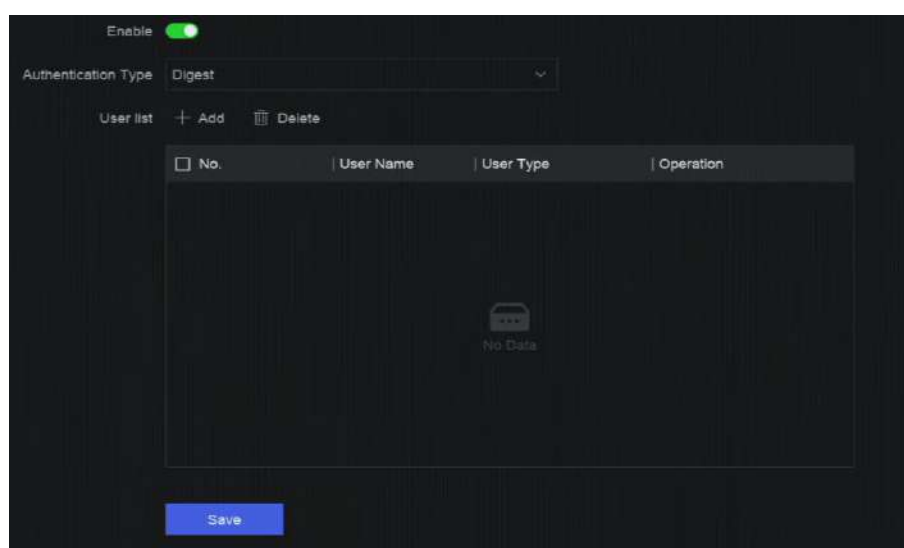 Enable
Authentication Type Digest
User list + Add Delete
No. | User Name | User Type | Operation
No Data
Save